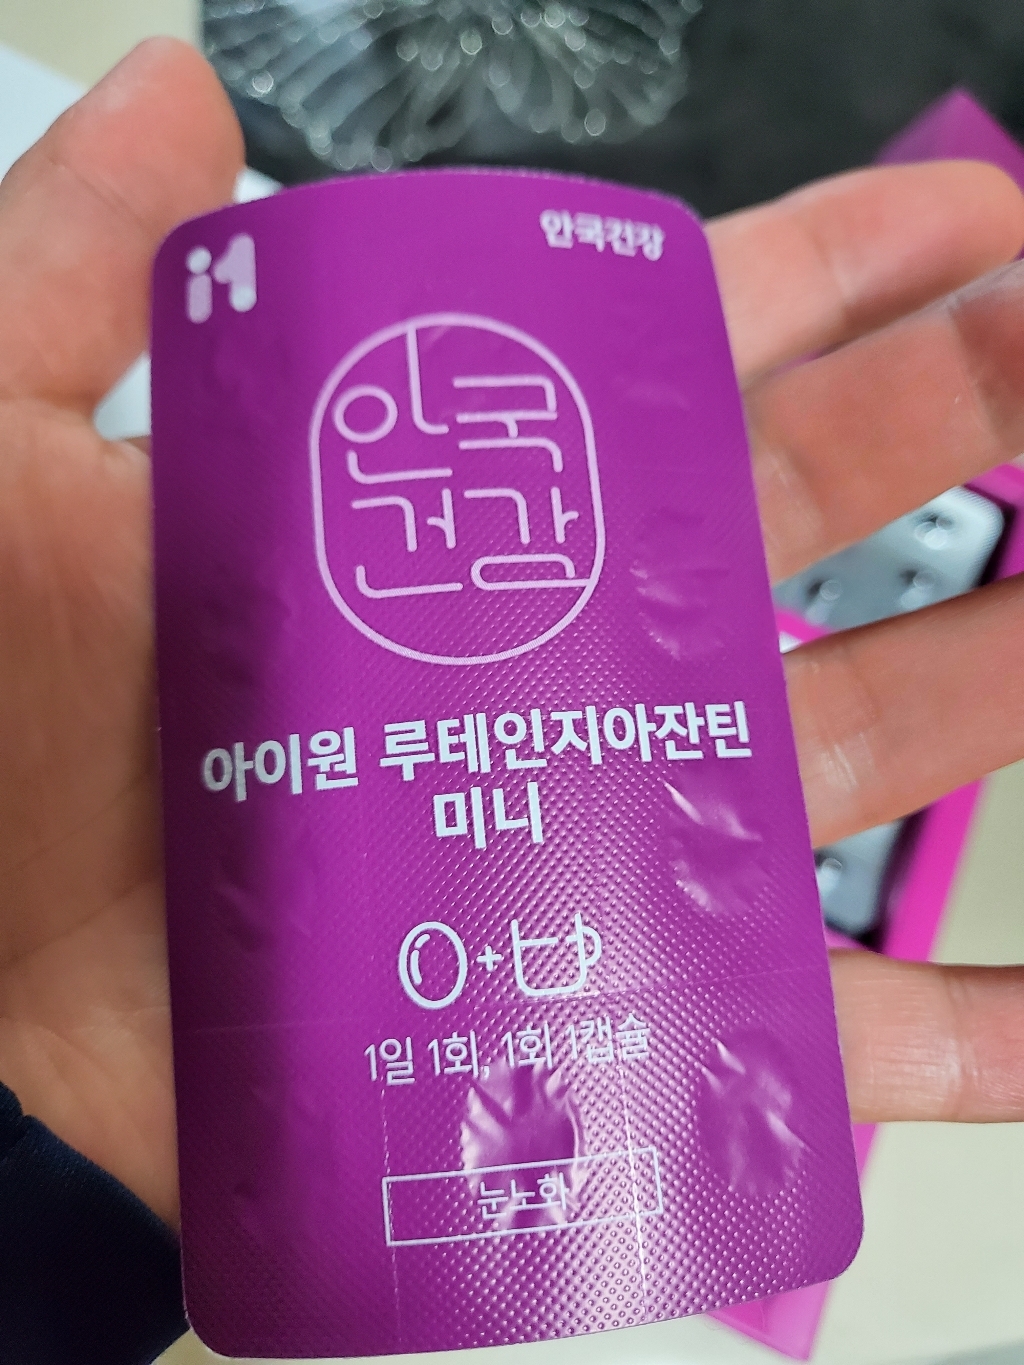 i1
안국건강
안국
건강
아이원 루테인지아잔틴
미니
+
1일 1회, 1회 1캡슐
눈노화